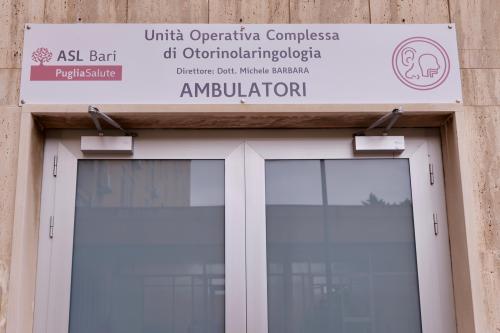 ASL Bari
PugliaSalute
Unità Operativa Complessa
di Otorinolaringologia
Direttore: Dott. Michele BARBARA
AMBULATORI